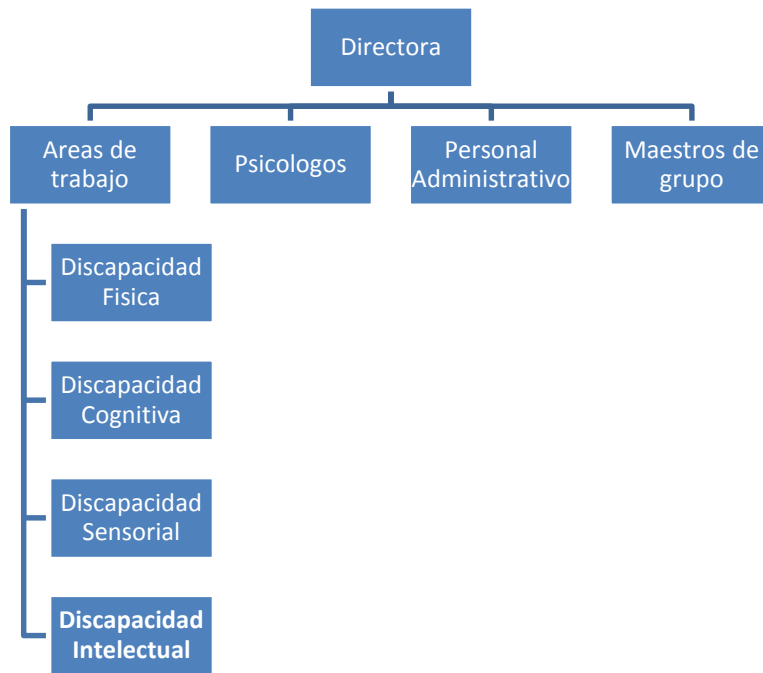 Directora
Areas de
trabajo
Psicologos
Personal
Administrativo
Maestros de
grupo
Discapacidad
Fisica
Discapacidad
Cognitiva
Discapacidad
Sensorial
Discapacidad
Intelectual